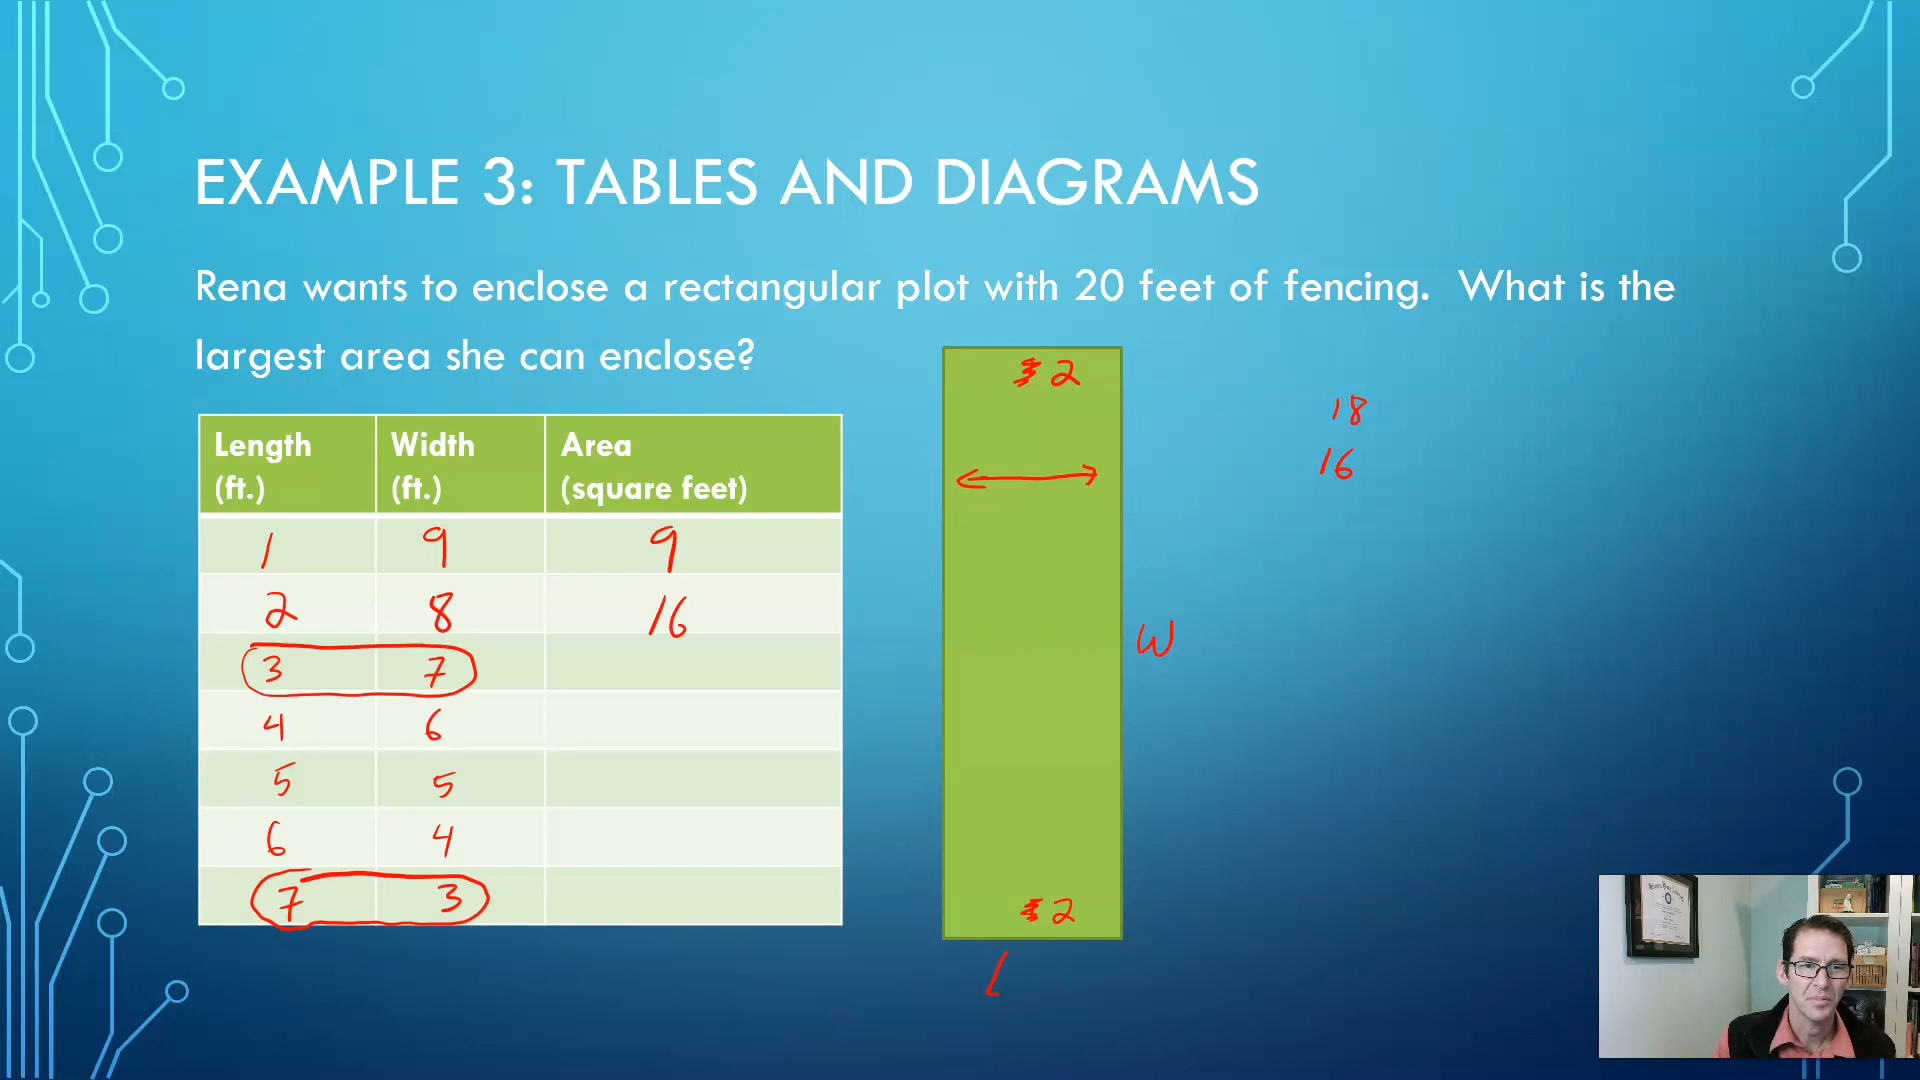 EXAMPLE 3: TABLES AND DIAGRAMS
Rena wants to enclose a rectangular plot with 20 feet of fencing. What is the
largest area she can enclose?
Length (ft.) Width (ft.) Area (square feet)
1 9 9
2 8 16
3 7
4 6
5 5
6 4
7 3
2
W
2
L
18
16